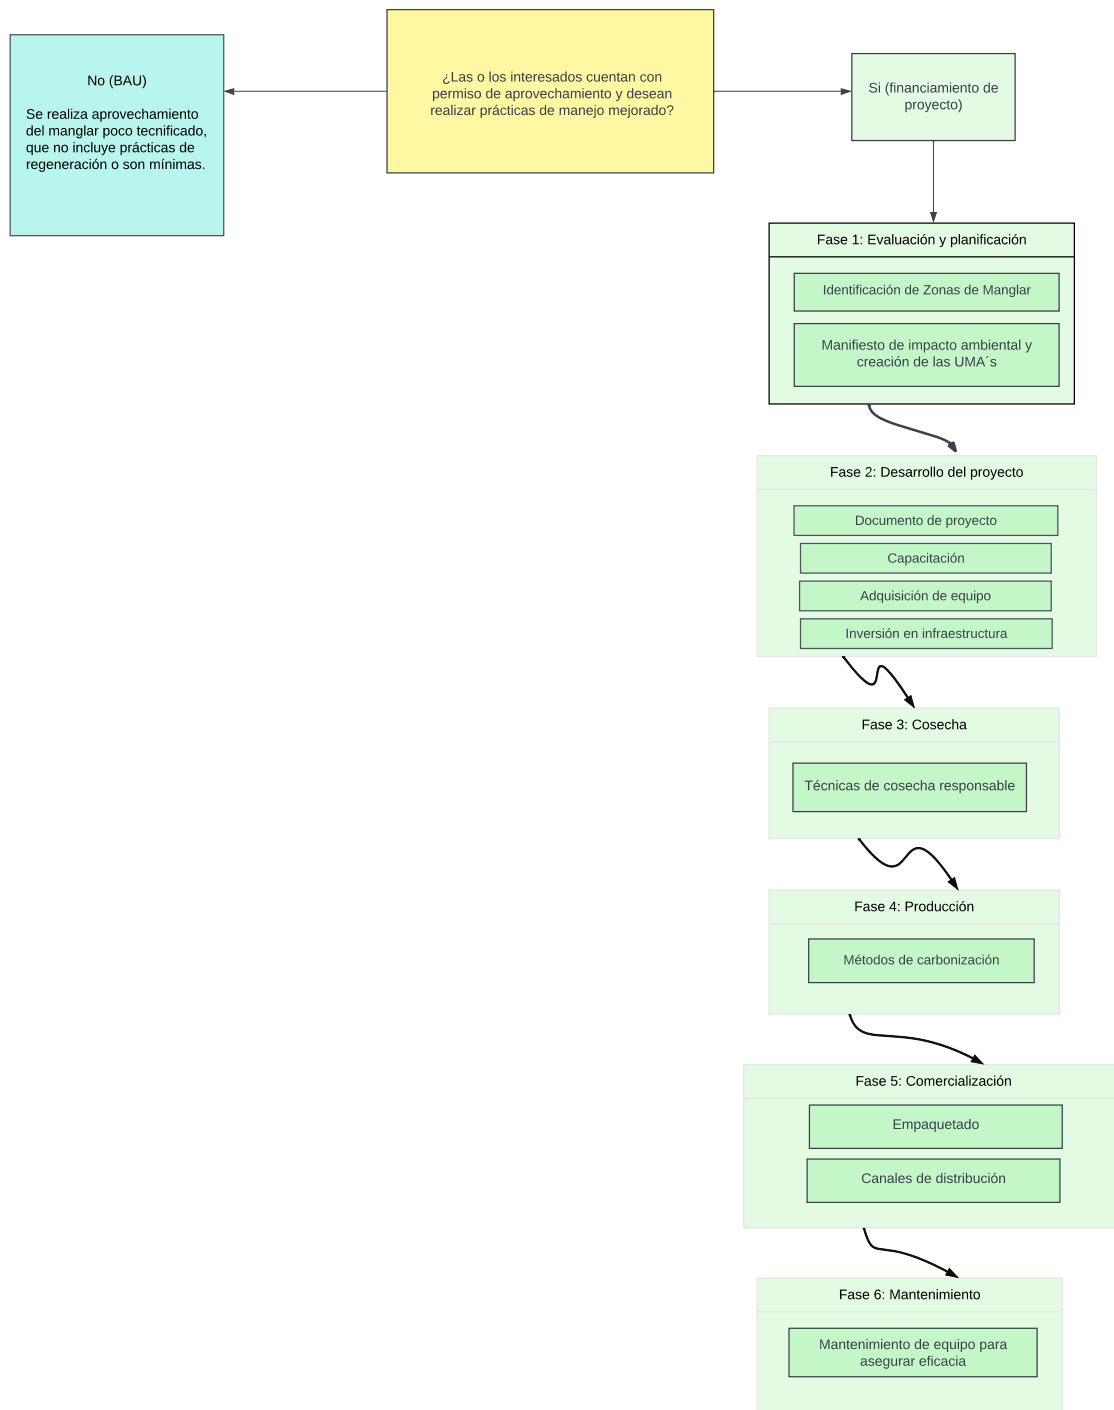 No (BAU)
Se realiza aprovechamiento
del manglar poco tecnificado,
que no incluye prácticas de
regeneración o son mínimas.
¿Las o los interesados cuentan con
permiso de aprovechamiento y desean
realizar prácticas de manejo mejorado?
Si (financiamiento de
proyecto)
Fase 1: Evaluación y planificación
Identificación de Zonas de Manglar
Manifiesto de impacto ambiental y
creación de las UMA´s
Fase 2: Desarrollo del proyecto
Documento de proyecto
Capacitación
Adquisición de equipo
Inversión en infraestructura
Fase 3: Cosecha
Técnicas de cosecha responsable
Fase 4: Producción
Métodos de carbonización
Fase 5: Comercialización
Empaquetado
Canales de distribución
Fase 6: Mantenimiento
Mantenimiento de equipo para
asegurar eficacia